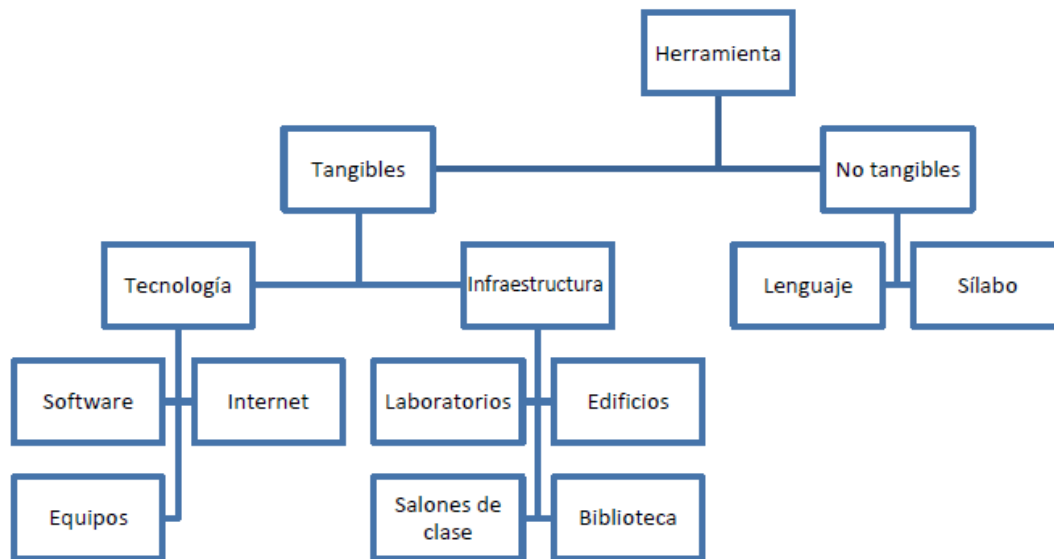 Herramienta
Tangibles
No tangibles
Tecnología
Infraestructura
Lenguaje
Sílabo
Software
Internet
Laboratorios
Edificios
Equipos
Salones de
clase
Biblioteca